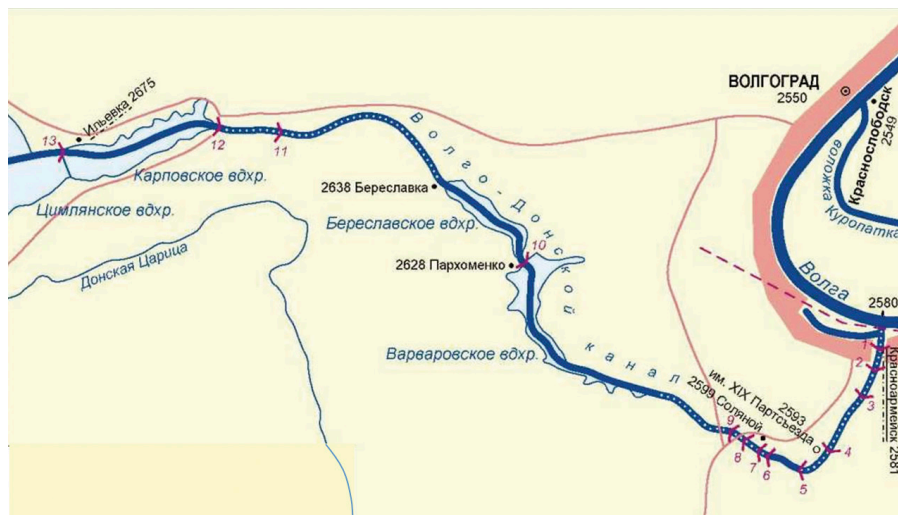 ВОЛГОГРАД
2550
Краснослободск
2549
воложка
Куропатка
Волга
2580
Красноармейск 2581
Ильевка 2675
13
12
11
Карповское вдхр.
Цимлянское вдхр.
Донская Царица
Волго-Донской канал
2638 Береславка
Береславское вдхр.
10
2628 Пархоменко
Варваровское вдхр.
им. XIX Партсъезда
2593
2599 Соляной
9
8
7
6
5
4
3
2
1